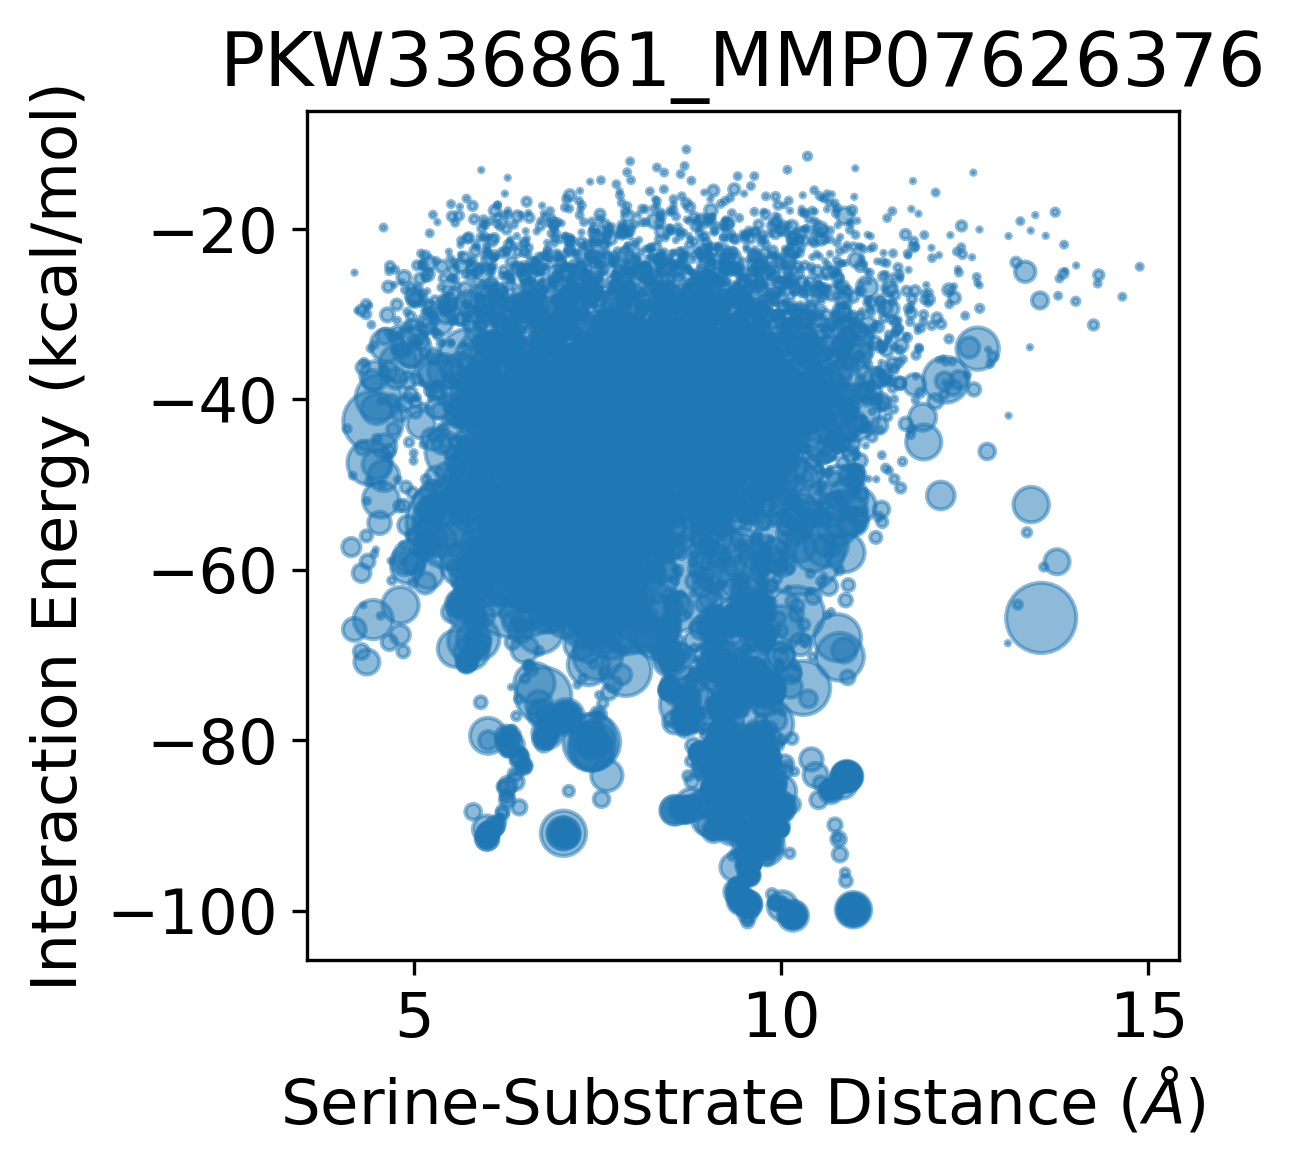 PKW336861_MMP07626376
Interaction Energy (kcal/mol)
−20
−40
−60
−80
−100
5 10 15
Serine-Substrate Distance (Å)